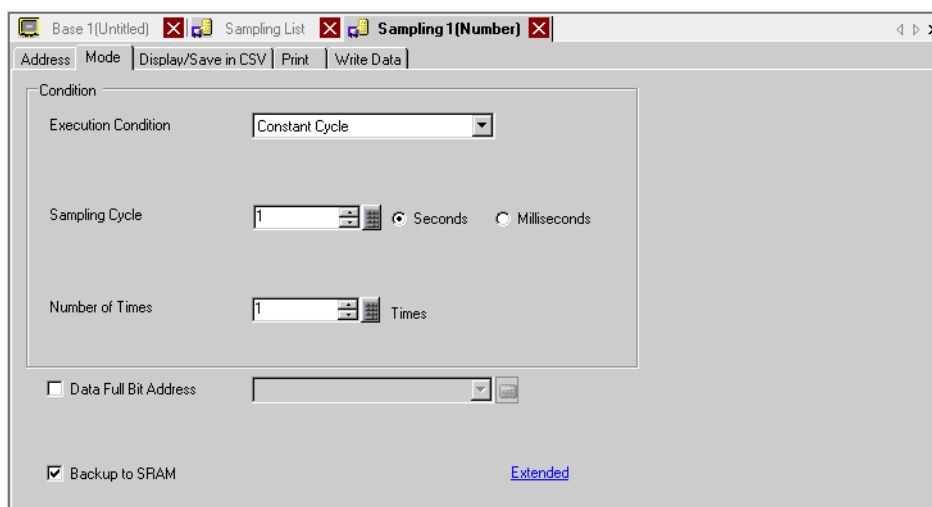 Base 1(Untitled) Sampling List Sampling 1(Number)
Address Mode Display/Save in CSV Print Write Data
Condition
Execution Condition Constant Cycle
Sampling Cycle 1 Seconds Milliseconds
Number of Times 1 Times
Data Full Bit Address
Backup to SRAM Extended